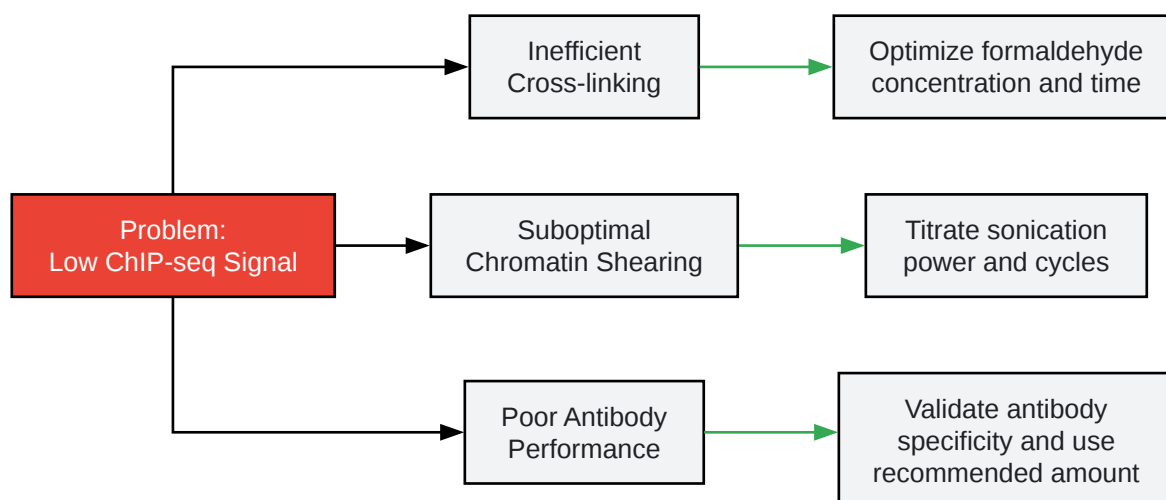 Inefficient
Cross-linking
Optimize formaldehyde
concentration and time
Problem:
Low ChIP-seq Signal
Suboptimal
Chromatin Shearing
Titrate sonication
power and cycles
Poor Antibody
Performance
Validate antibody
specificity and use
recommended amount